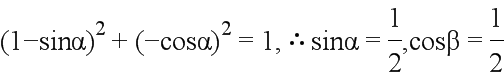 (1−sinα)² + (−cosα)² = 1, ∴ sinα = 1/2, cosβ = 1/2